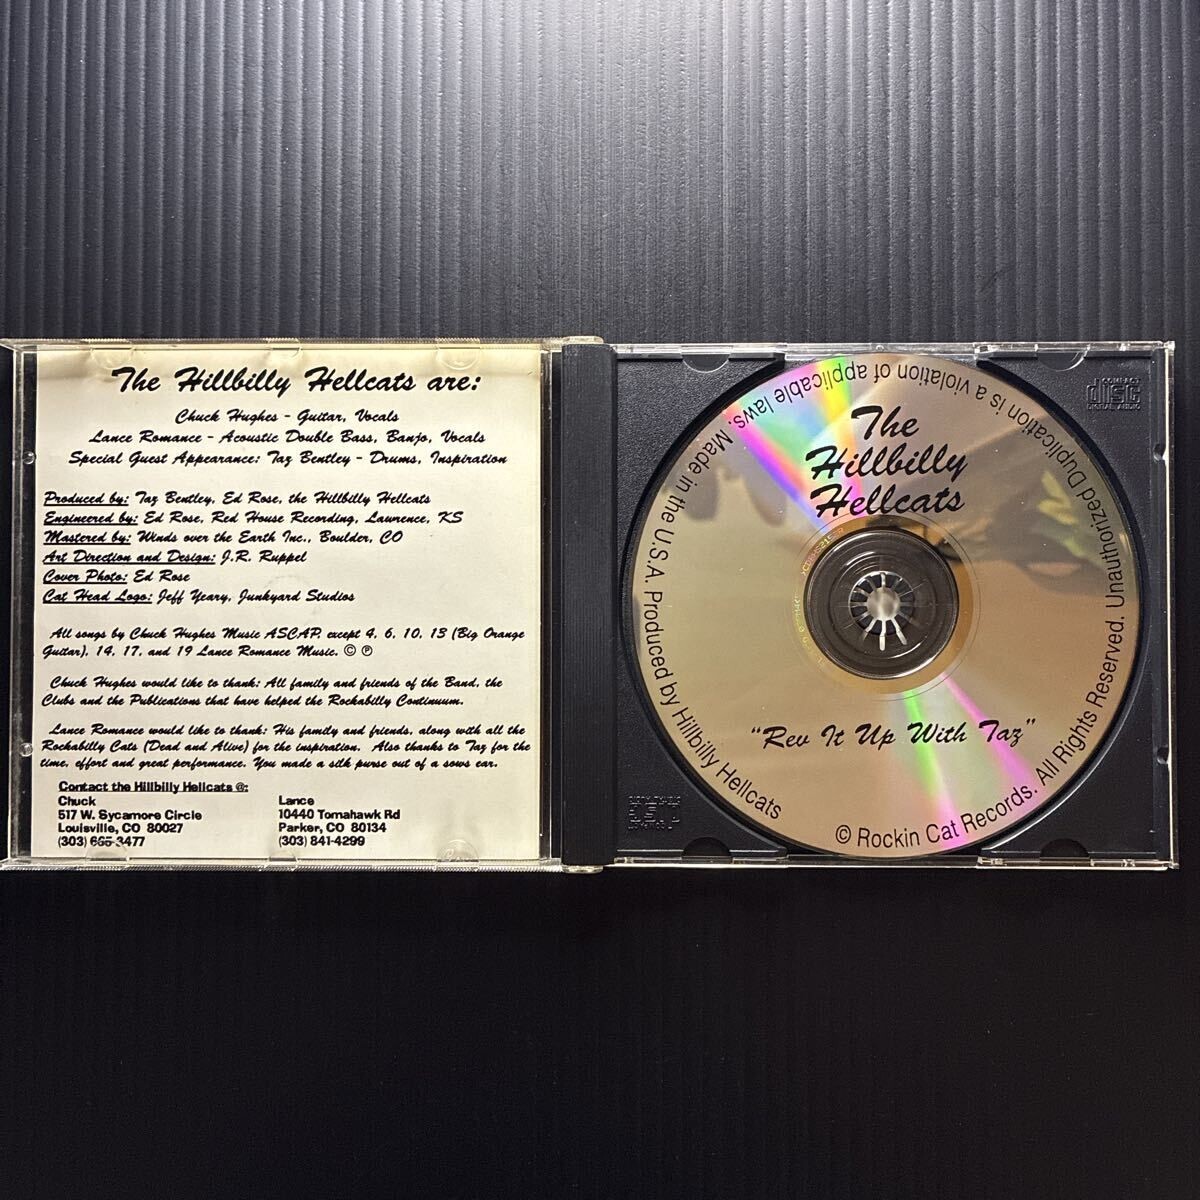 The Hillbilly Hellcats are:
Chuck Hughes - Guitar, Vocals
Lance Romance - Acoustic Double Bass, Banjo, Vocals
Special Guest Appearance: Taz Bentley - Drums, Inspiration
Produced by: Taz Bentley, Ed Rose, the Hillbilly Hellcats
Engineered by: Ed Rose, Red House Recording, Lawrence, KS
Mastered by: Winds over the Earth Inc., Boulder, CO
Art Direction and Design: J.R. Ruppel
Cover Photo: Ed Rose
Cat Head Logo: Jeff Yeary, Junkyard Studios
All songs by Chuck Hughes Music ASCAP, except 4, 6, 10, 13 (Big Orange
Guitar), 14, 17, and 19 Lance Romance Music. © ℗
Chuck Hughes would like to thank: All family and friends of the Band, the
Clubs and the Publications that have helped the Rockabilly Continuum.
Lance Romance would like to thank: His family and friends, along with all the
Rockabilly Cats (Dead and Alive) for the inspiration. Also thanks to Taz for the
time, effort and great performance. You made a silk purse out of a sows ear.
Contact the Hillbilly Hellcats @:
Chuck
517 W. Sycamore Circle
Louisville, CO 80027
(303) 665-3477
Lance
10440 Tomahawk Rd
Parker, CO 80134
(303) 841-4299
The
Hillbilly
Hellcats
"Rev It Up With Taz"
Made in the U.S.A. Produced by Hillbilly Hellcats
© Rockin Cat Records. All Rights Reserved. Unauthorized Duplication is a violation of applicable laws.
COMPACT
disc
DIGITAL AUDIO